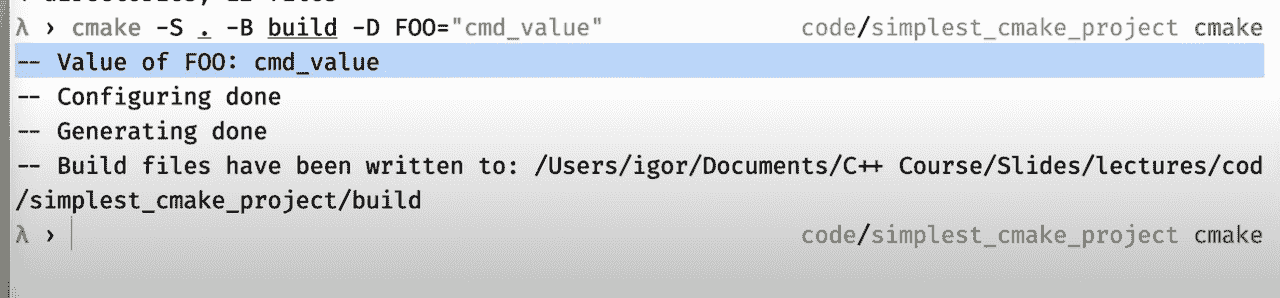 λ › cmake -S . -B build -D FOO="cmd_value" code/simplest_cmake_project cmake
-- Value of FOO: cmd_value
-- Configuring done
-- Generating done
-- Build files have been written to: /Users/igor/Documents/C++ Course/Slides/lectures/cod
/simplest_cmake_project/build
λ › code/simplest_cmake_project cmake